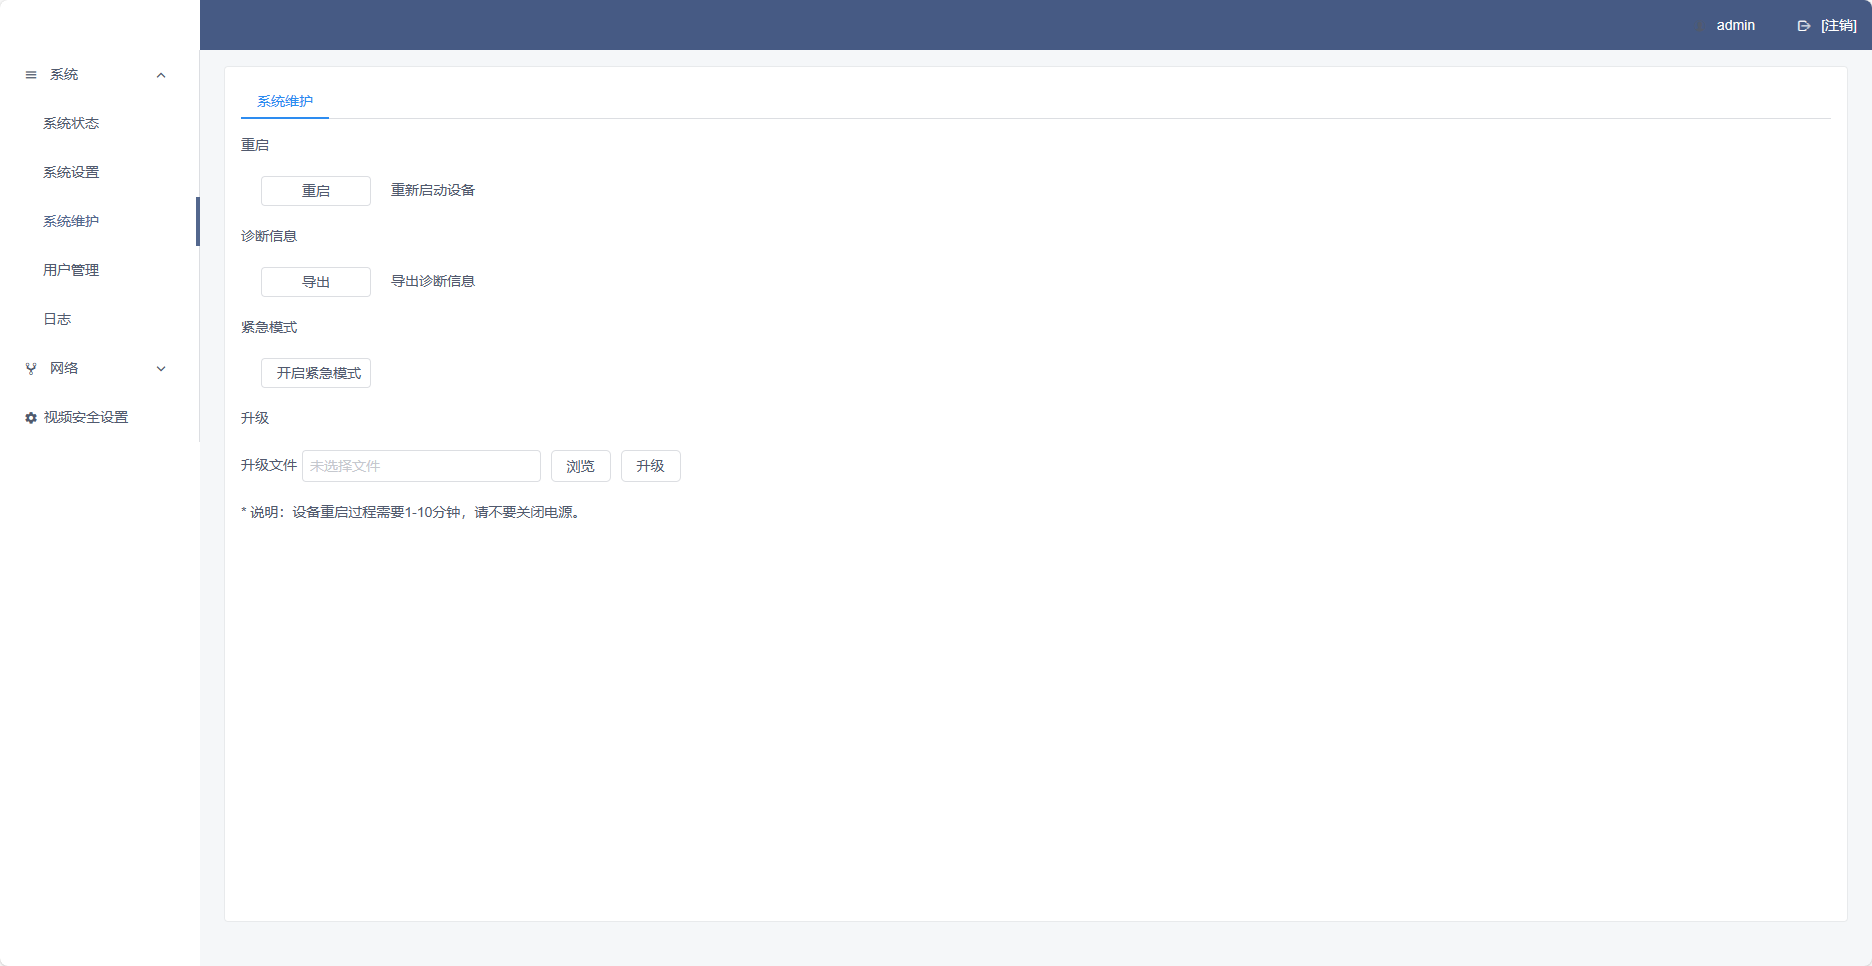 admin
[注销]
系统
系统状态
系统设置
系统维护
用户管理
日志
网络
视频安全设置
系统维护
重启
重启 重新启动设备
诊断信息
导出 导出诊断信息
紧急模式
开启紧急模式
升级
升级文件 未选择文件 浏览 升级
* 说明：设备重启过程需要1-10分钟，请不要关闭电源。